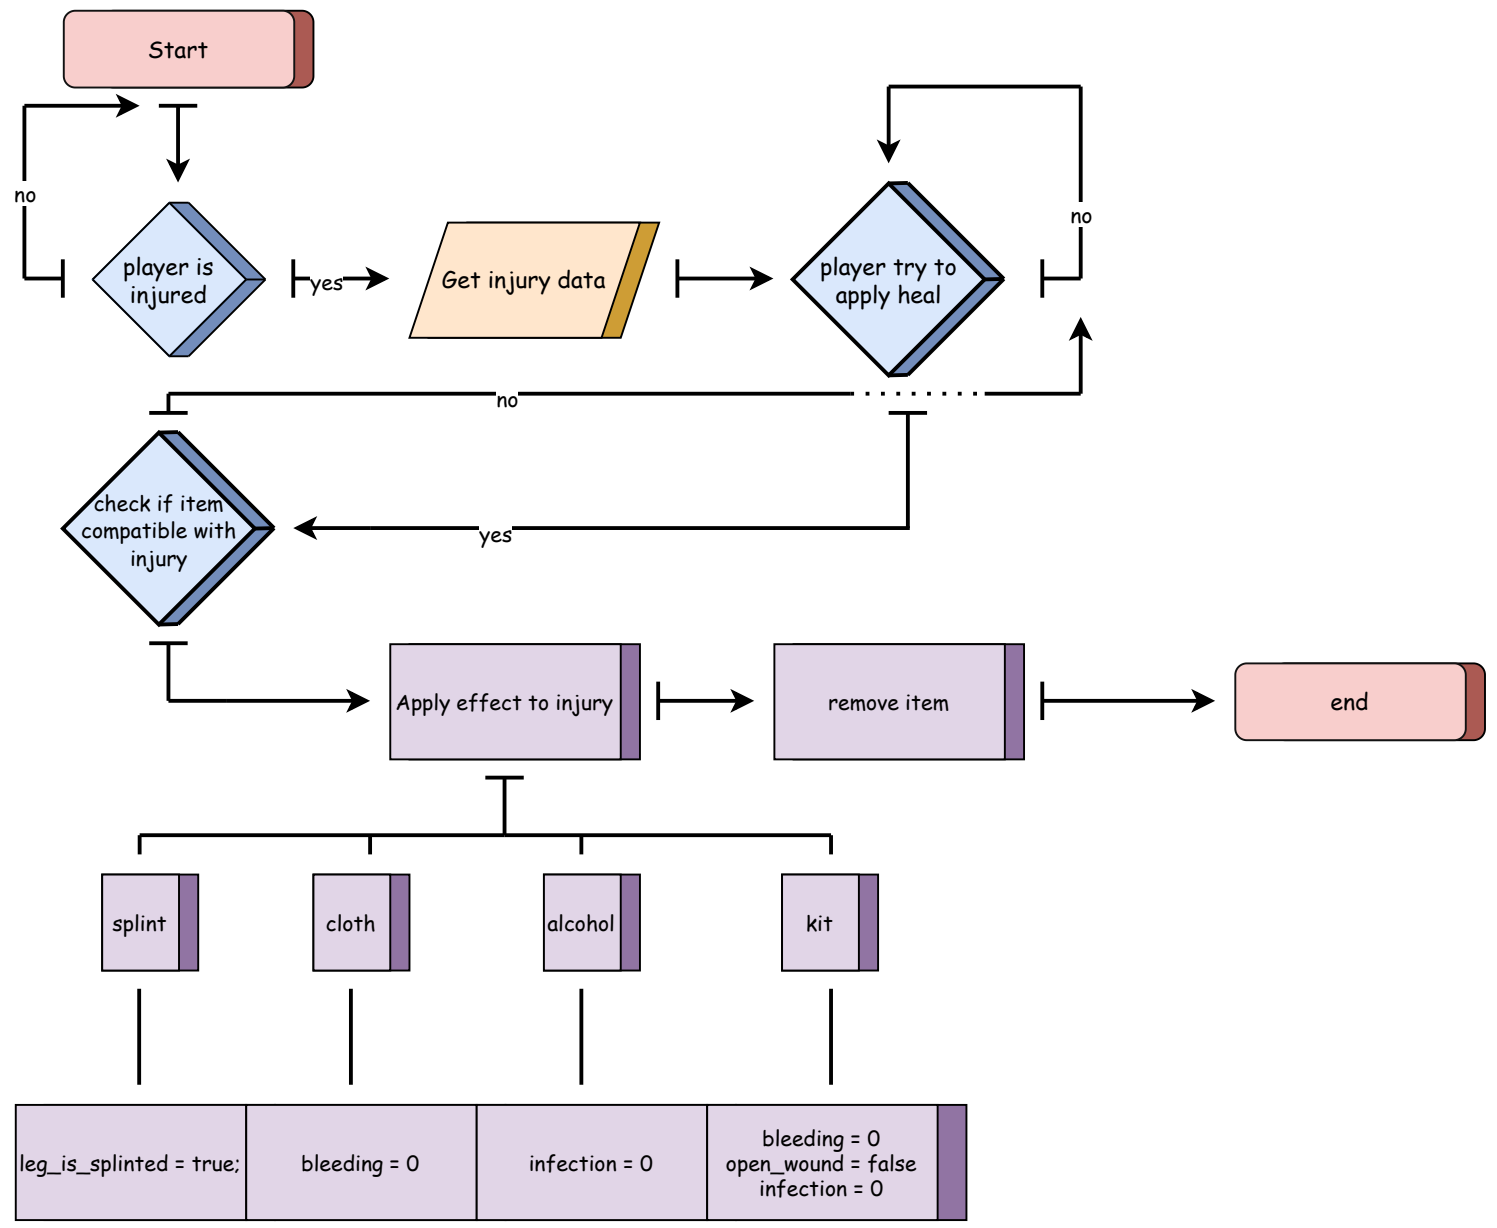 Start
no
player is
injured
yes
Get injury data
player try to
apply heal
no
no
check if item
compatible with
injury
yes
Apply effect to injury
remove item
end
splint
cloth
alcohol
kit
leg_is_splinted = true;
bleeding = 0
infection = 0
bleeding = 0
open_wound = false
infection = 0